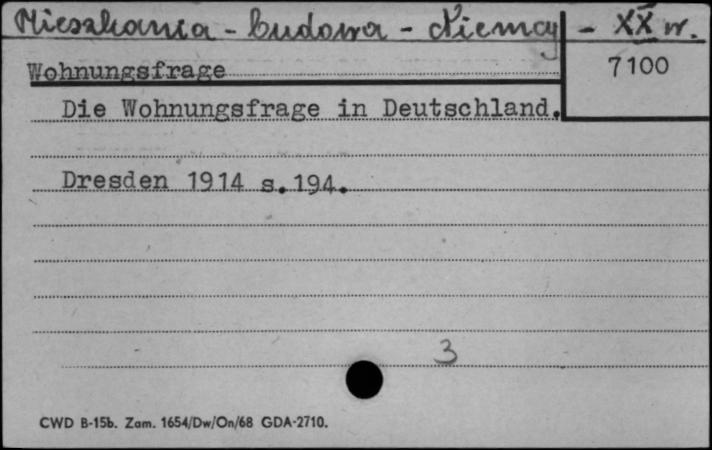 Mieszkania - budowa - Niemcy - XX w.
Wohnungsfrage
7100
Die Wohnungsfrage in Deutschland.
Dresden 1914 s.194.
3
CWD B-15b. Zam. 1654/Dw/On/68 GDA-2710.